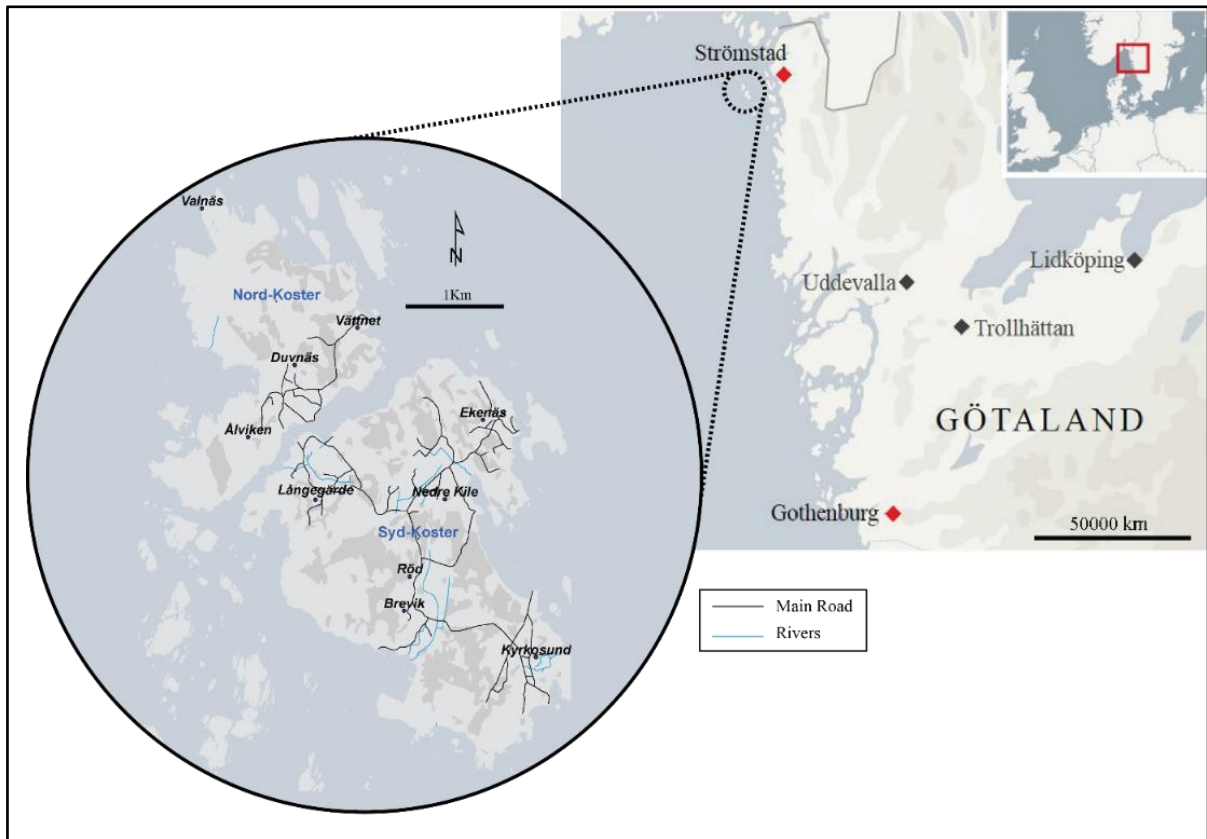 Strömstad
Uddevalla
Lidköping
Trollhättan
GÖTALAND
Gothenburg
50000 km
Valnäs
N
1Km
Nord-Koster
Vättnet
Duvnäs
Ekenäs
Ålviken
Långegärde
Nedre Kile
Syd-Koster
Röd
Brevik
Kyrkosund
Main Road
Rivers